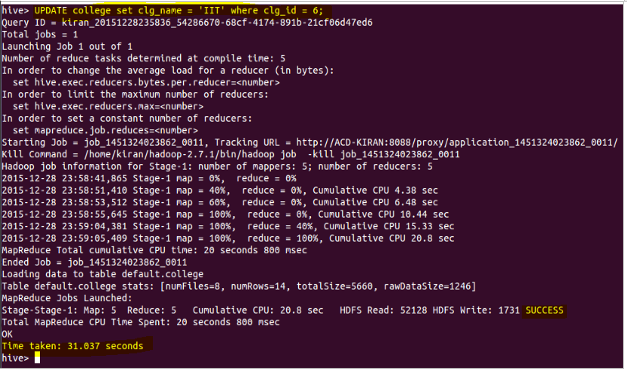 hive> UPDATE college set clg_name = 'IIT' where clg_id = 6;
Query ID = kiran_20151228235836_54286670-68cf-4174-891b-21cf06d47ed6
Total jobs = 1
Launching Job 1 out of 1
Number of reduce tasks determined at compile time: 5
In order to change the average load for a reducer (in bytes):
  set hive.exec.reducers.bytes.per.reducer=<number>
In order to limit the maximum number of reducers:
  set hive.exec.reducers.max=<number>
In order to set a constant number of reducers:
  set mapreduce.job.reduces=<number>
Starting Job = job_1451324023862_0011, Tracking URL = http://ACD-KIRAN:8088/proxy/application_1451324023862_0011/
Kill Command = /home/kiran/hadoop-2.7.1/bin/hadoop job  -kill job_1451324023862_0011
Hadoop job information for Stage-1: number of mappers: 5; number of reducers: 5
2015-12-28 23:58:41,865 Stage-1 map = 0%,  reduce = 0%
2015-12-28 23:58:51,410 Stage-1 map = 40%,  reduce = 0%, Cumulative CPU 4.38 sec
2015-12-28 23:58:53,512 Stage-1 map = 60%,  reduce = 0%, Cumulative CPU 6.48 sec
2015-12-28 23:58:55,645 Stage-1 map = 100%,  reduce = 0%, Cumulative CPU 10.44 sec
2015-12-28 23:59:04,381 Stage-1 map = 100%,  reduce = 40%, Cumulative CPU 15.33 sec
2015-12-28 23:59:05,409 Stage-1 map = 100%,  reduce = 100%, Cumulative CPU 20.8 sec
MapReduce Total cumulative CPU time: 20 seconds 800 msec
Ended Job = job_1451324023862_0011
Loading data to table default.college
Table default.college stats: [numFiles=8, numRows=14, totalSize=5660, rawDataSize=1246]
MapReduce Jobs Launched:
Stage-Stage-1: Map: 5  Reduce: 5   Cumulative CPU: 20.8 sec   HDFS Read: 52128 HDFS Write: 1731 SUCCESS
Total MapReduce CPU Time Spent: 20 seconds 800 msec
OK
Time taken: 31.037 seconds
hive>